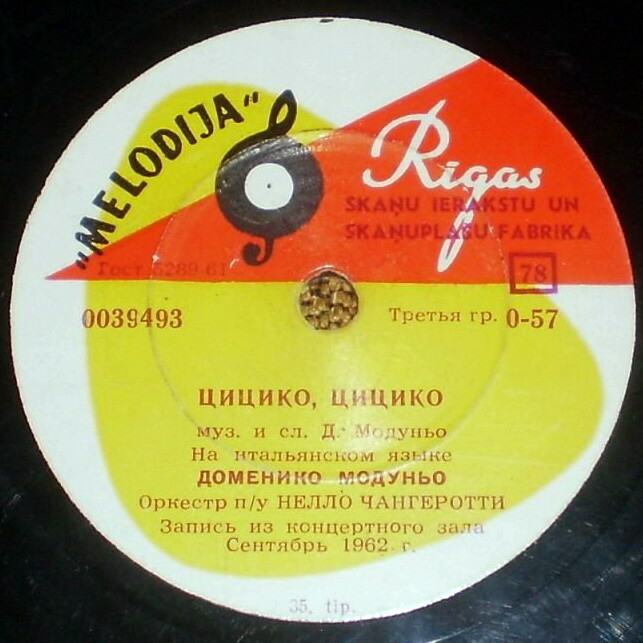 "MELODIJA"
Rīgas
SKAŅU IERAKSTU UN
SKAŅUPLAŠU FABRIKA
Гост 5289-61
78
0039493
Третья гр. 0-57
ЦИЦИКО, ЦИЦИКО
муз. и сл. Д. Модуньо
На итальянском языке
ДОМЕНИКО МОДУНЬО
Оркестр п/у НЕЛЛО ЧАНГЕРОТТИ
Запись из концертного зала
Сентябрь 1962 г.
35. tip.